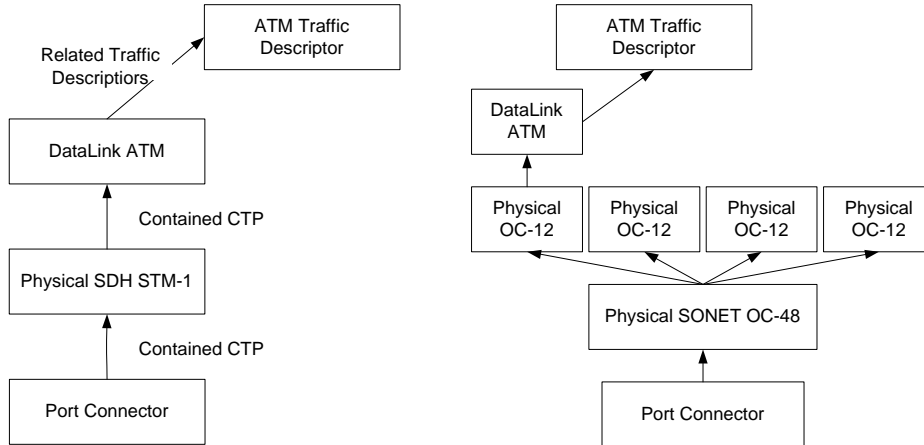 ATM Traffic
Descriptor
Related Traffic
Descriptiors
DataLink ATM
Contained CTP
Physical SDH STM-1
Contained CTP
Port Connector
ATM Traffic
Descriptor
DataLink
ATM
Physical
OC-12
Physical
OC-12
Physical
OC-12
Physical
OC-12
Physical SONET OC-48
Port Connector